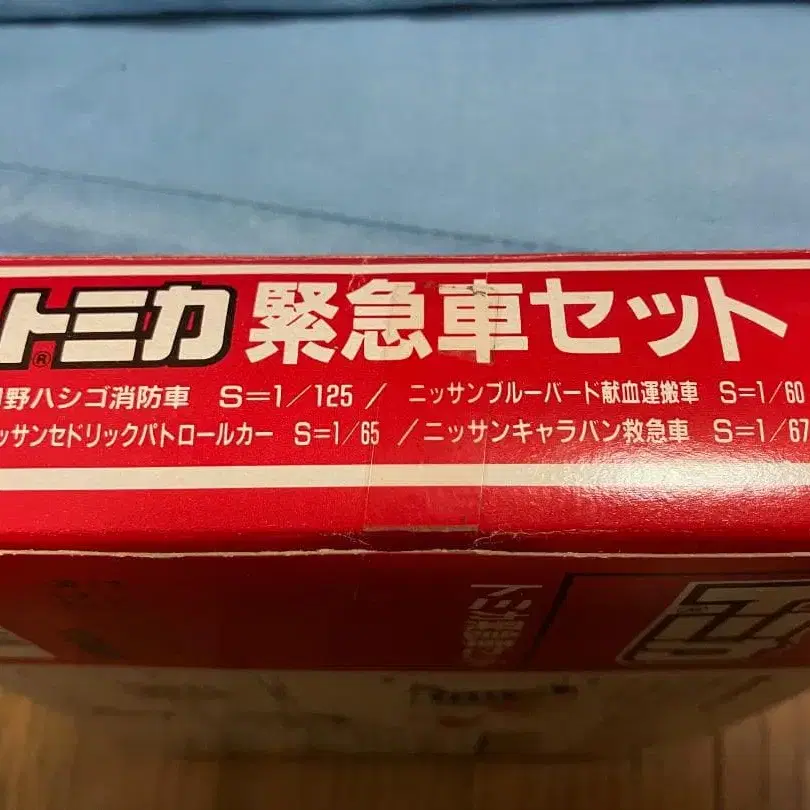 トミカ® 緊急車セット
野ハシゴ消防車 S=1/125 / ニッサンブルーバード献血運搬車 S=1/60
ッサンセドリックパトロールカー S=1/65 / ニッサンキャラバン救急車 S=1/67